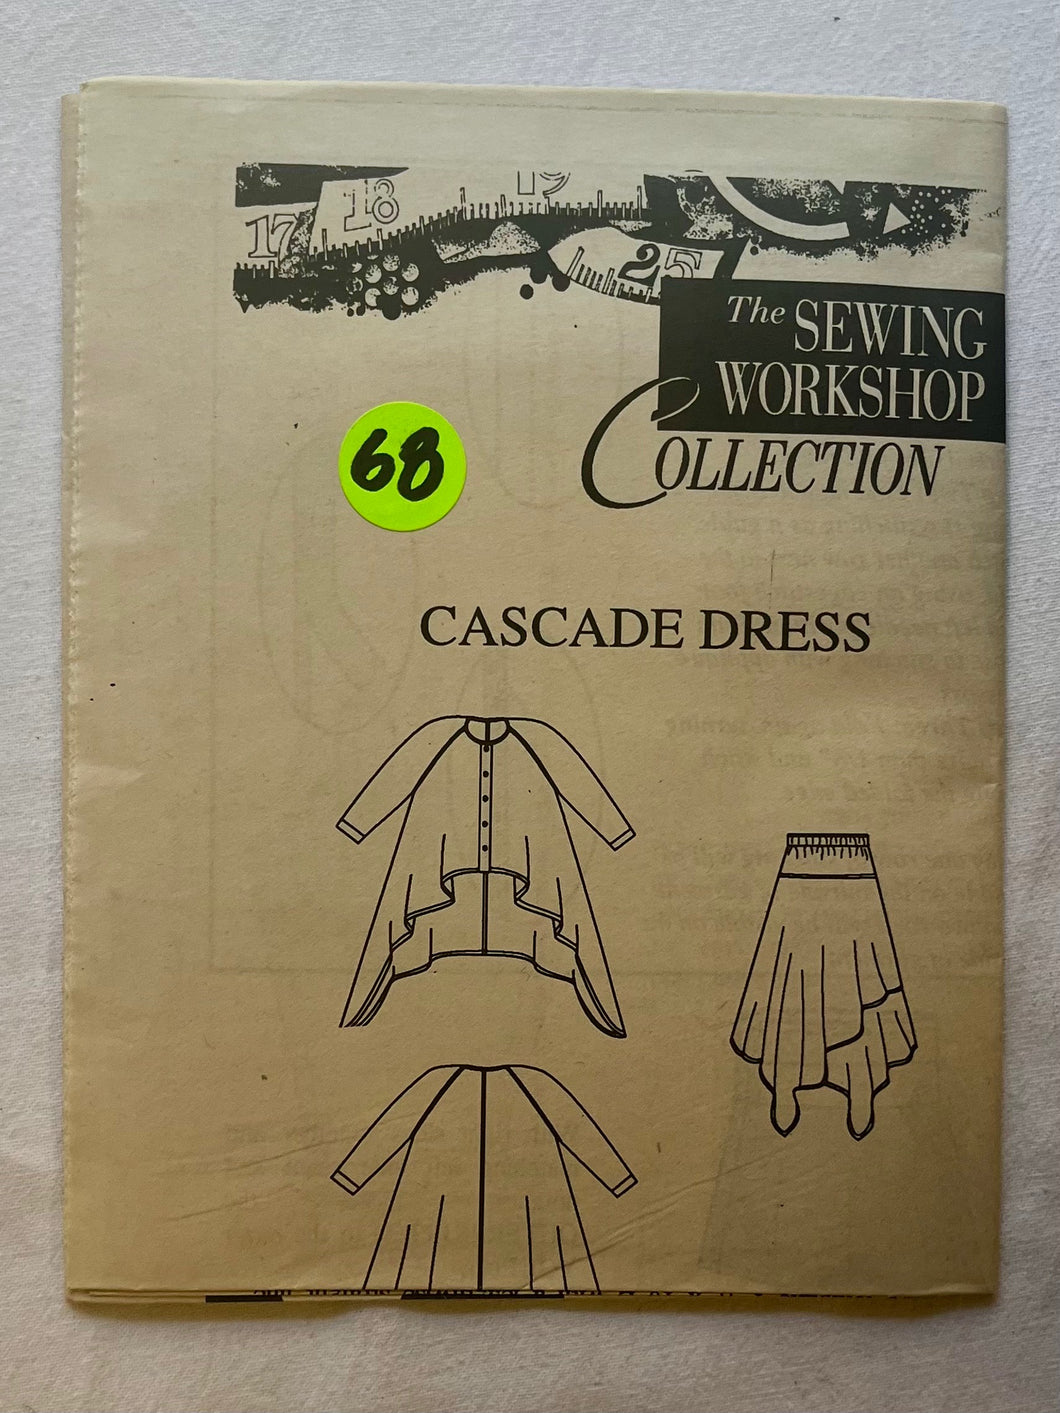 17 18 19
25
The SEWING
WORKSHOP
COLLECTION
68
CASCADE DRESS